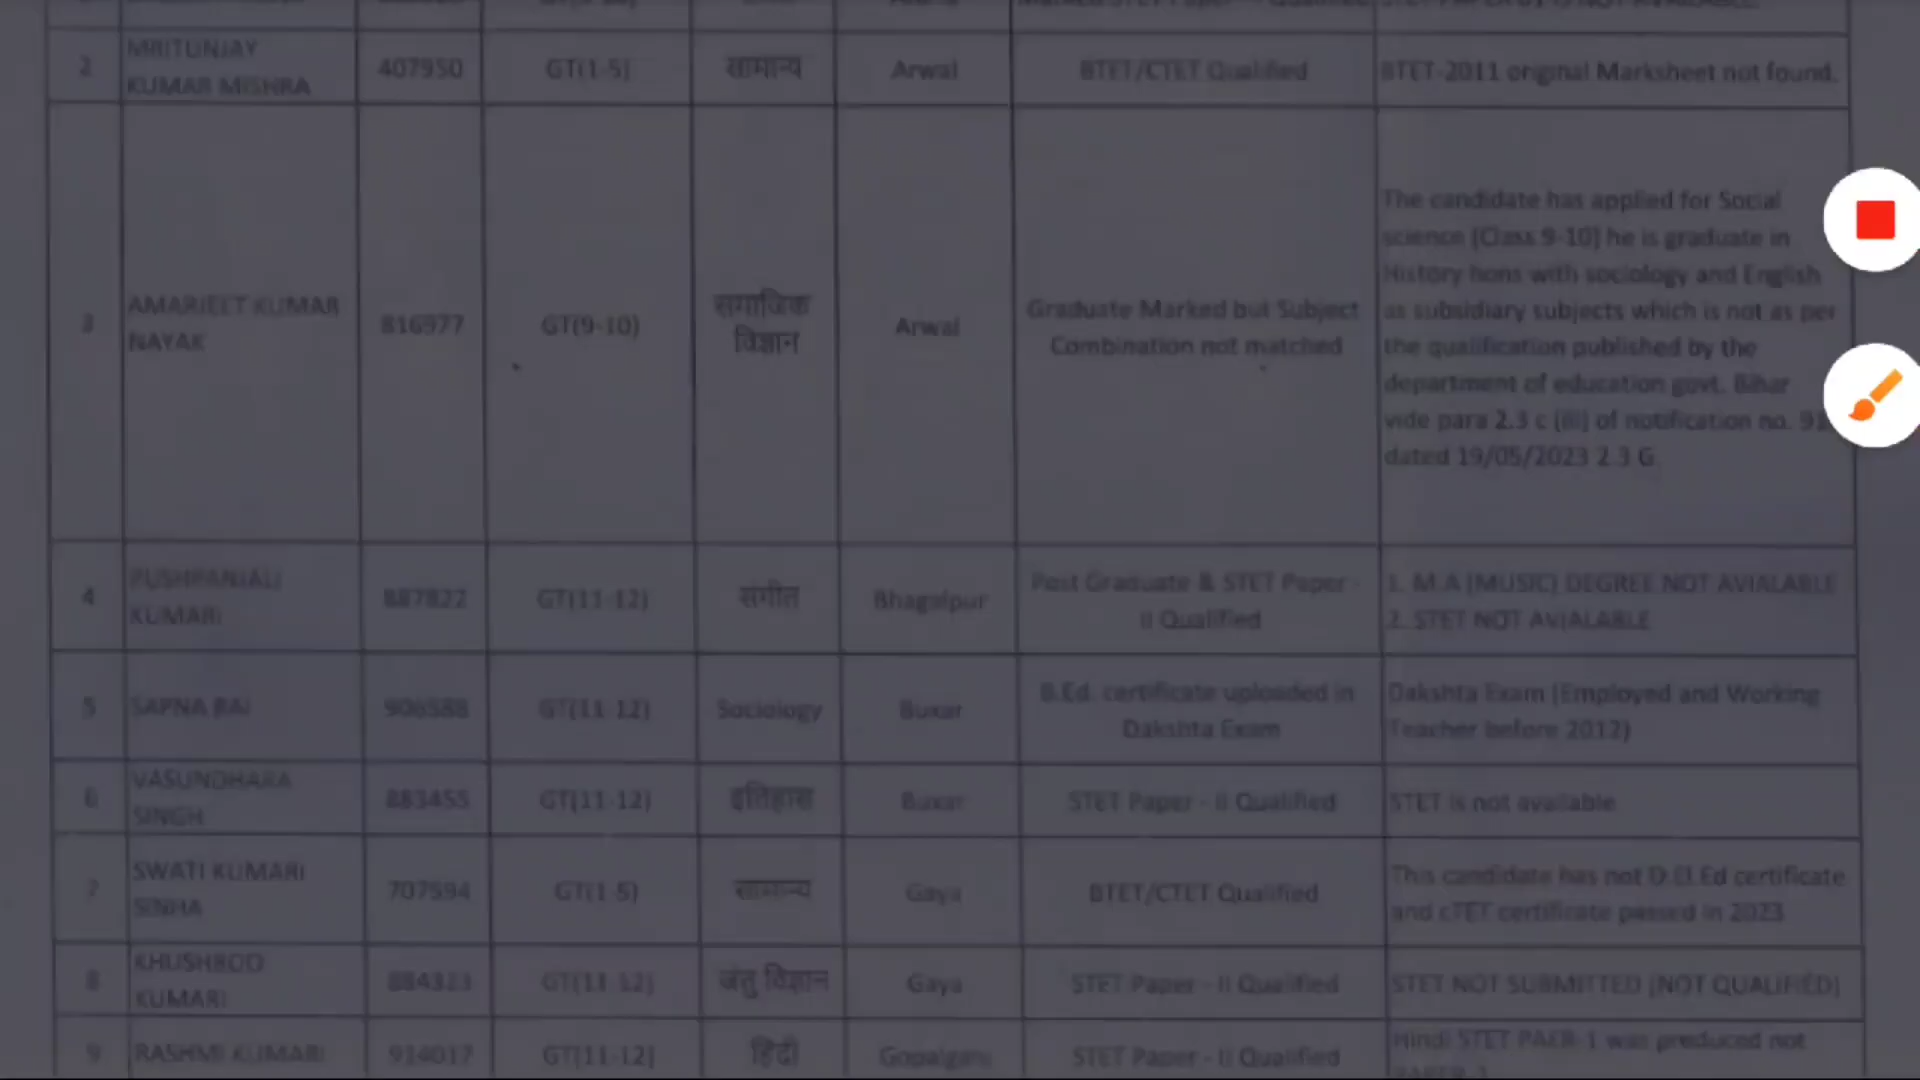 2
MRITUNJAY
KUMAR MISHRA
407950
GT(1-5)
सामान्य
Arwal
BTET/CTET Qualified
BTET-2011 original Marksheet not found.
3
AMARJEET KUMAR
NAYAK
816977
GT(9-10)
समाजिक
विज्ञान
Arwal
Graduate Marked but Subject
Combination not matched
The candidate has applied for Social
science (Class 9-10) he is graduate in
History hons with sociology and English
as subsidiary subjects which is not as per
the qualification published by the
department of education govt. Bihar
vide para 2.3 c (iii) of notification no.
dated 19/05/2023 2.3 G
4
PUSHPANJALI
KUMARI
887822
GT(11-12)
संगीत
Bhagalpur
Post Graduate & STET Paper -
II Qualified
1. M.A (MUSIC) DEGREE NOT AVIALABLE
2. STET NOT AVIALABLE
5
SAPNA RAI
906588
GT(11-12)
Sociology
Buxar
B.Ed. certificate uploaded in
Dakshta Exam
Dakshta Exam (Employed and Working
Teacher before 2012)
6
VASUNDHARA
SINGH
883455
GT(11-12)
इतिहास
Buxar
STET Paper - II Qualified
STET is not available
7
SWATI KUMARI
SINHA
707594
GT(1-5)
सामान्य
Gaya
BTET/CTET Qualified
This candidate has not D.El.Ed certificate
and cTET certificate passed in 2023
8
KHUSHBOO
KUMARI
884323
GT(11-12)
जंतु विज्ञान
Gaya
STET Paper - II Qualified
STET NOT SUBMITTED (NOT QUALIFIED)
9
RASHMI KUMARI
914017
GT(11-12)
हिंदी
Gopalganj
STET Paper - II Qualified
Hindi STET PAER-1 was preduced not